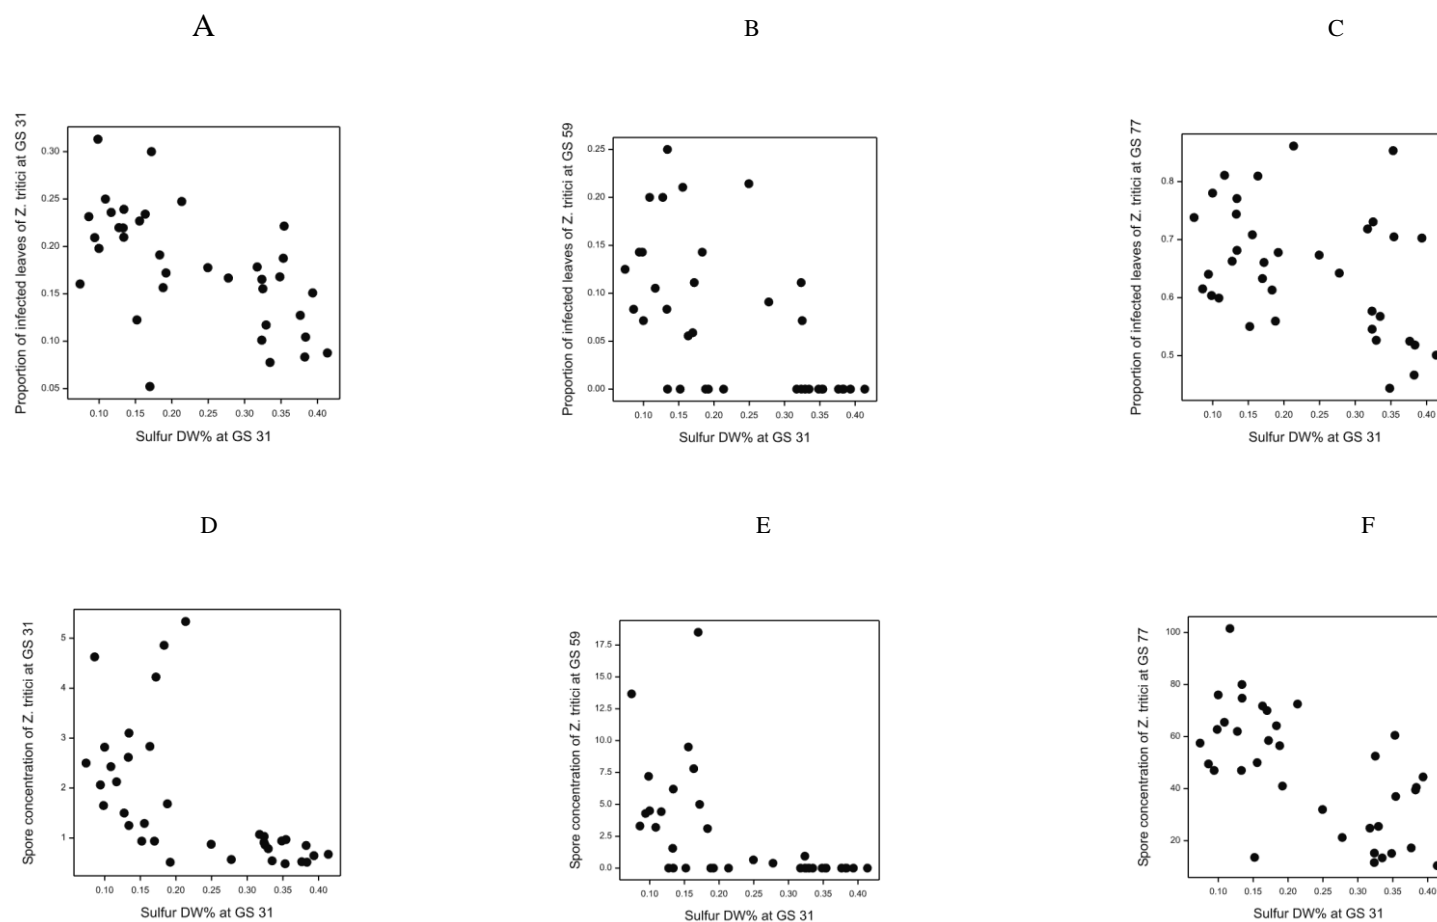 A
B
C
Proportion of infected leaves of Z. tritici at GS 31
0.30
0.25
0.20
0.15
0.10
0.05
0.10 0.15 0.20 0.25 0.30 0.35 0.40
Sulfur DW% at GS 31
Proportion of infected leaves of Z. tritici at GS 59
0.25
0.20
0.15
0.10
0.05
0.00
0.10 0.15 0.20 0.25 0.30 0.35 0.40
Sulfur DW% at GS 31
Proportion of infected leaves of Z. tritici at GS 77
0.8
0.7
0.6
0.5
0.10 0.15 0.20 0.25 0.30 0.35 0.40
Sulfur DW% at GS 31
D
E
F
Spore concentration of Z. tritici at GS 31
5
4
3
2
1
0.10 0.15 0.20 0.25 0.30 0.35 0.40
Sulfur DW% at GS 31
Spore concentration of Z. tritici at GS 59
17.5
15.0
12.5
10.0
7.5
5.0
2.5
0.0
0.10 0.15 0.20 0.25 0.30 0.35 0.40
Sulfur DW% at GS 31
Spore concentration of Z. tritici at GS 77
100
80
60
40
20
0.10 0.15 0.20 0.25 0.30 0.35 0.40
Sulfur DW% at GS 31